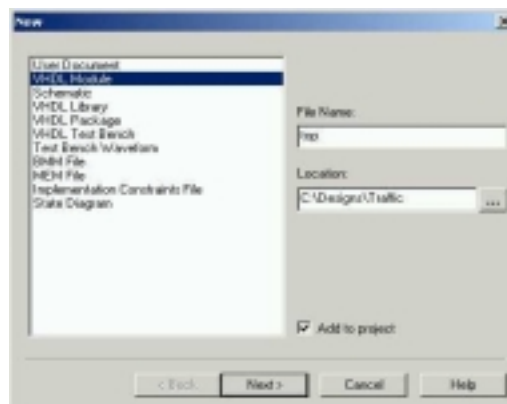 New
User Document
VHDL Module
Schematic
VHDL Library
VHDL Package
VHDL Test Bench
Test Bench Waveform
BMM File
MEM File
Implementation Constraints File
State Diagram
File Name:
top
Location:
C:\Designs\Traffic
...
Add to project
< Back
Next >
Cancel
Help